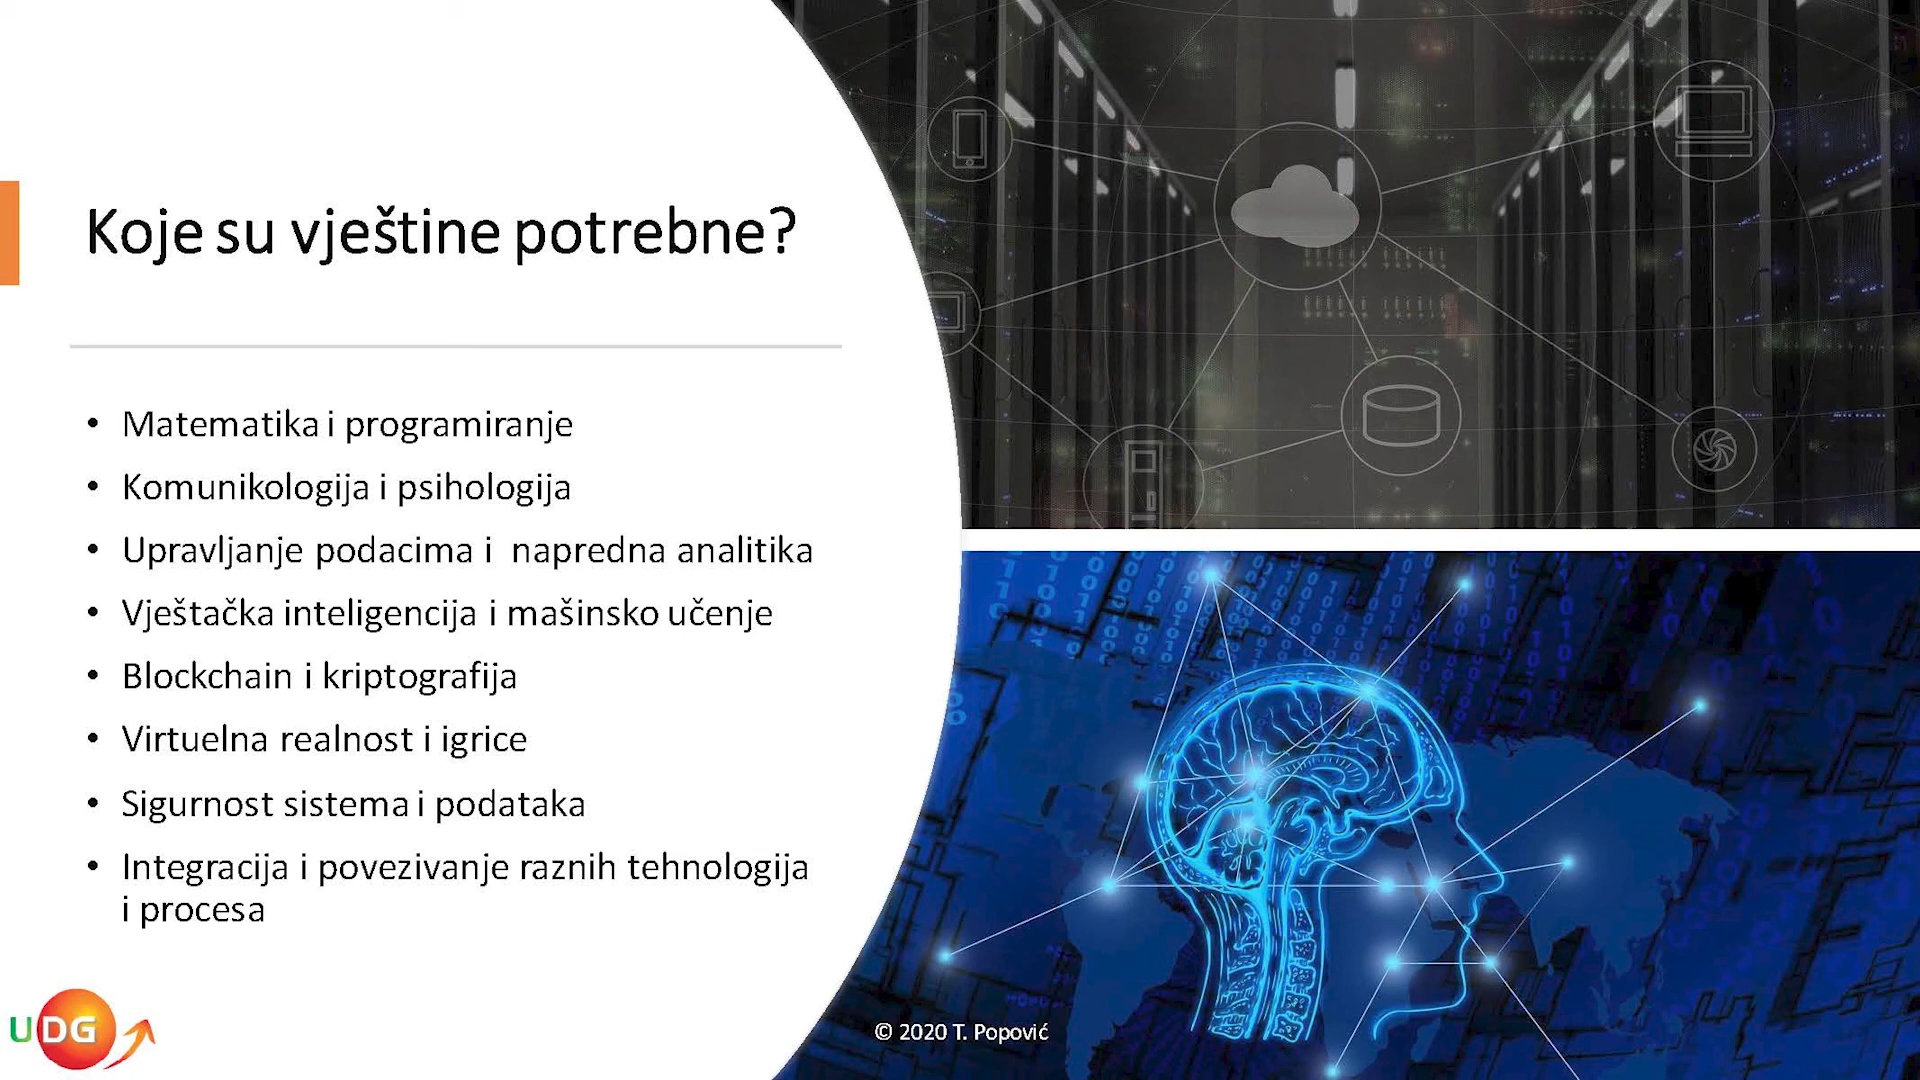 Koje su vještine potrebne?
• Matematika i programiranje
• Komunikologija i psihologija
• Upravljanje podacima i  napredna analitika
• Vještačka inteligencija i mašinsko učenje
• Blockchain i kriptografija
• Virtuelna realnost i igrice
• Sigurnost sistema i podataka
• Integracija i povezivanje raznih tehnologija
i procesa
UDG
© 2020 T. Popović